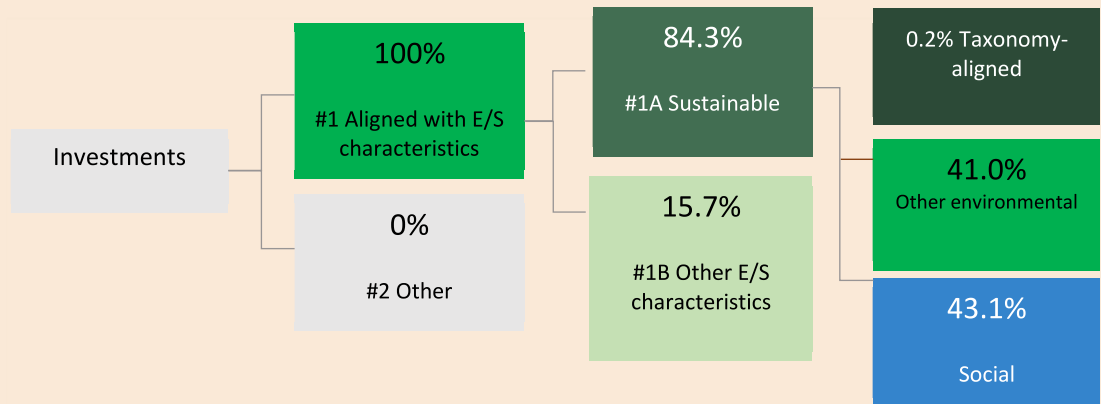 Investments
100%
#1 Aligned with E/S
characteristics
0%
#2 Other
84.3%
#1A Sustainable
15.7%
#1B Other E/S
characteristics
0.2% Taxonomy-
aligned
41.0%
Other environmental
43.1%
Social